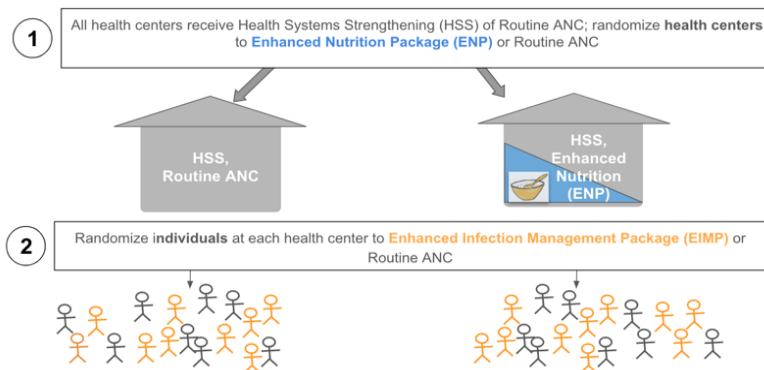 1
All health centers receive Health Systems Strengthening (HSS) of Routine ANC; randomize health centers
to Enhanced Nutrition Package (ENP) or Routine ANC
HSS,
Routine ANC
HSS,
Enhanced
Nutrition
(ENP)
2
Randomize individuals at each health center to Enhanced Infection Management Package (EIMP) or
Routine ANC